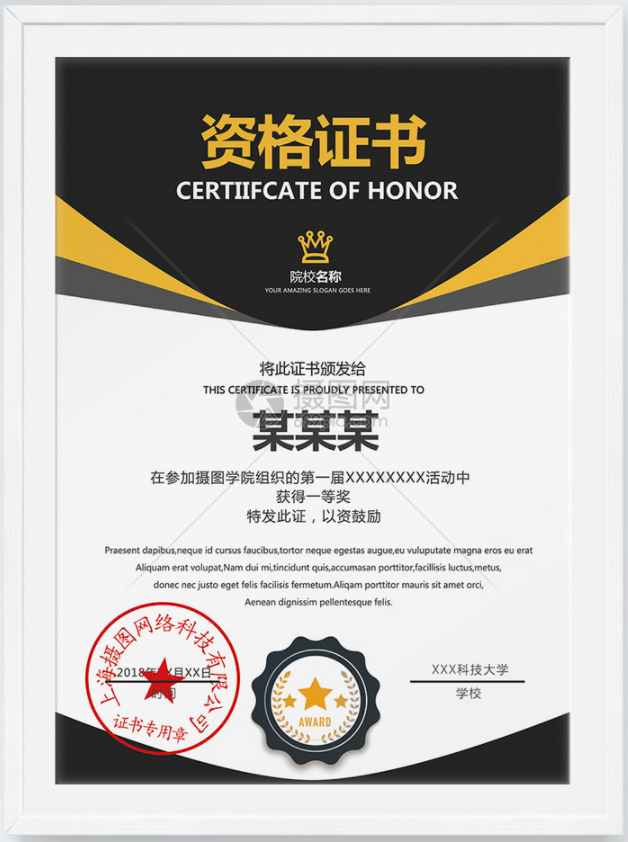 资格证书
CERTIIFCATE OF HONOR
院校名称
YOUR AMAZING SLOGAN GOES HERE
将此证书颁发给
THIS CERTIFICATE IS PROUDLY PRESENTED TO
摄图网
某某某
在参加摄图学院组织的第一届XXXXXXXX活动中
获得一等奖
特发此证，以资鼓励
Praesent dapibus,neque id cursus faucibus,tortor neque egestas augue,eu vuluputate magna eros eu erat
Aliquam erat volupat,Nam dui mi,tincidunt quis,accumasan porttitor,facillisis luctus,metus,
donec nec justo eget felis facilisis fermetum.Aliqam porttitor mauris sit amet orci,
Aenean dignissim pellentesque felis.
上海摄图网络科技有限公司
2018年XX月XX日
时间
证书专用章
AWARD
XXX科技大学
学校